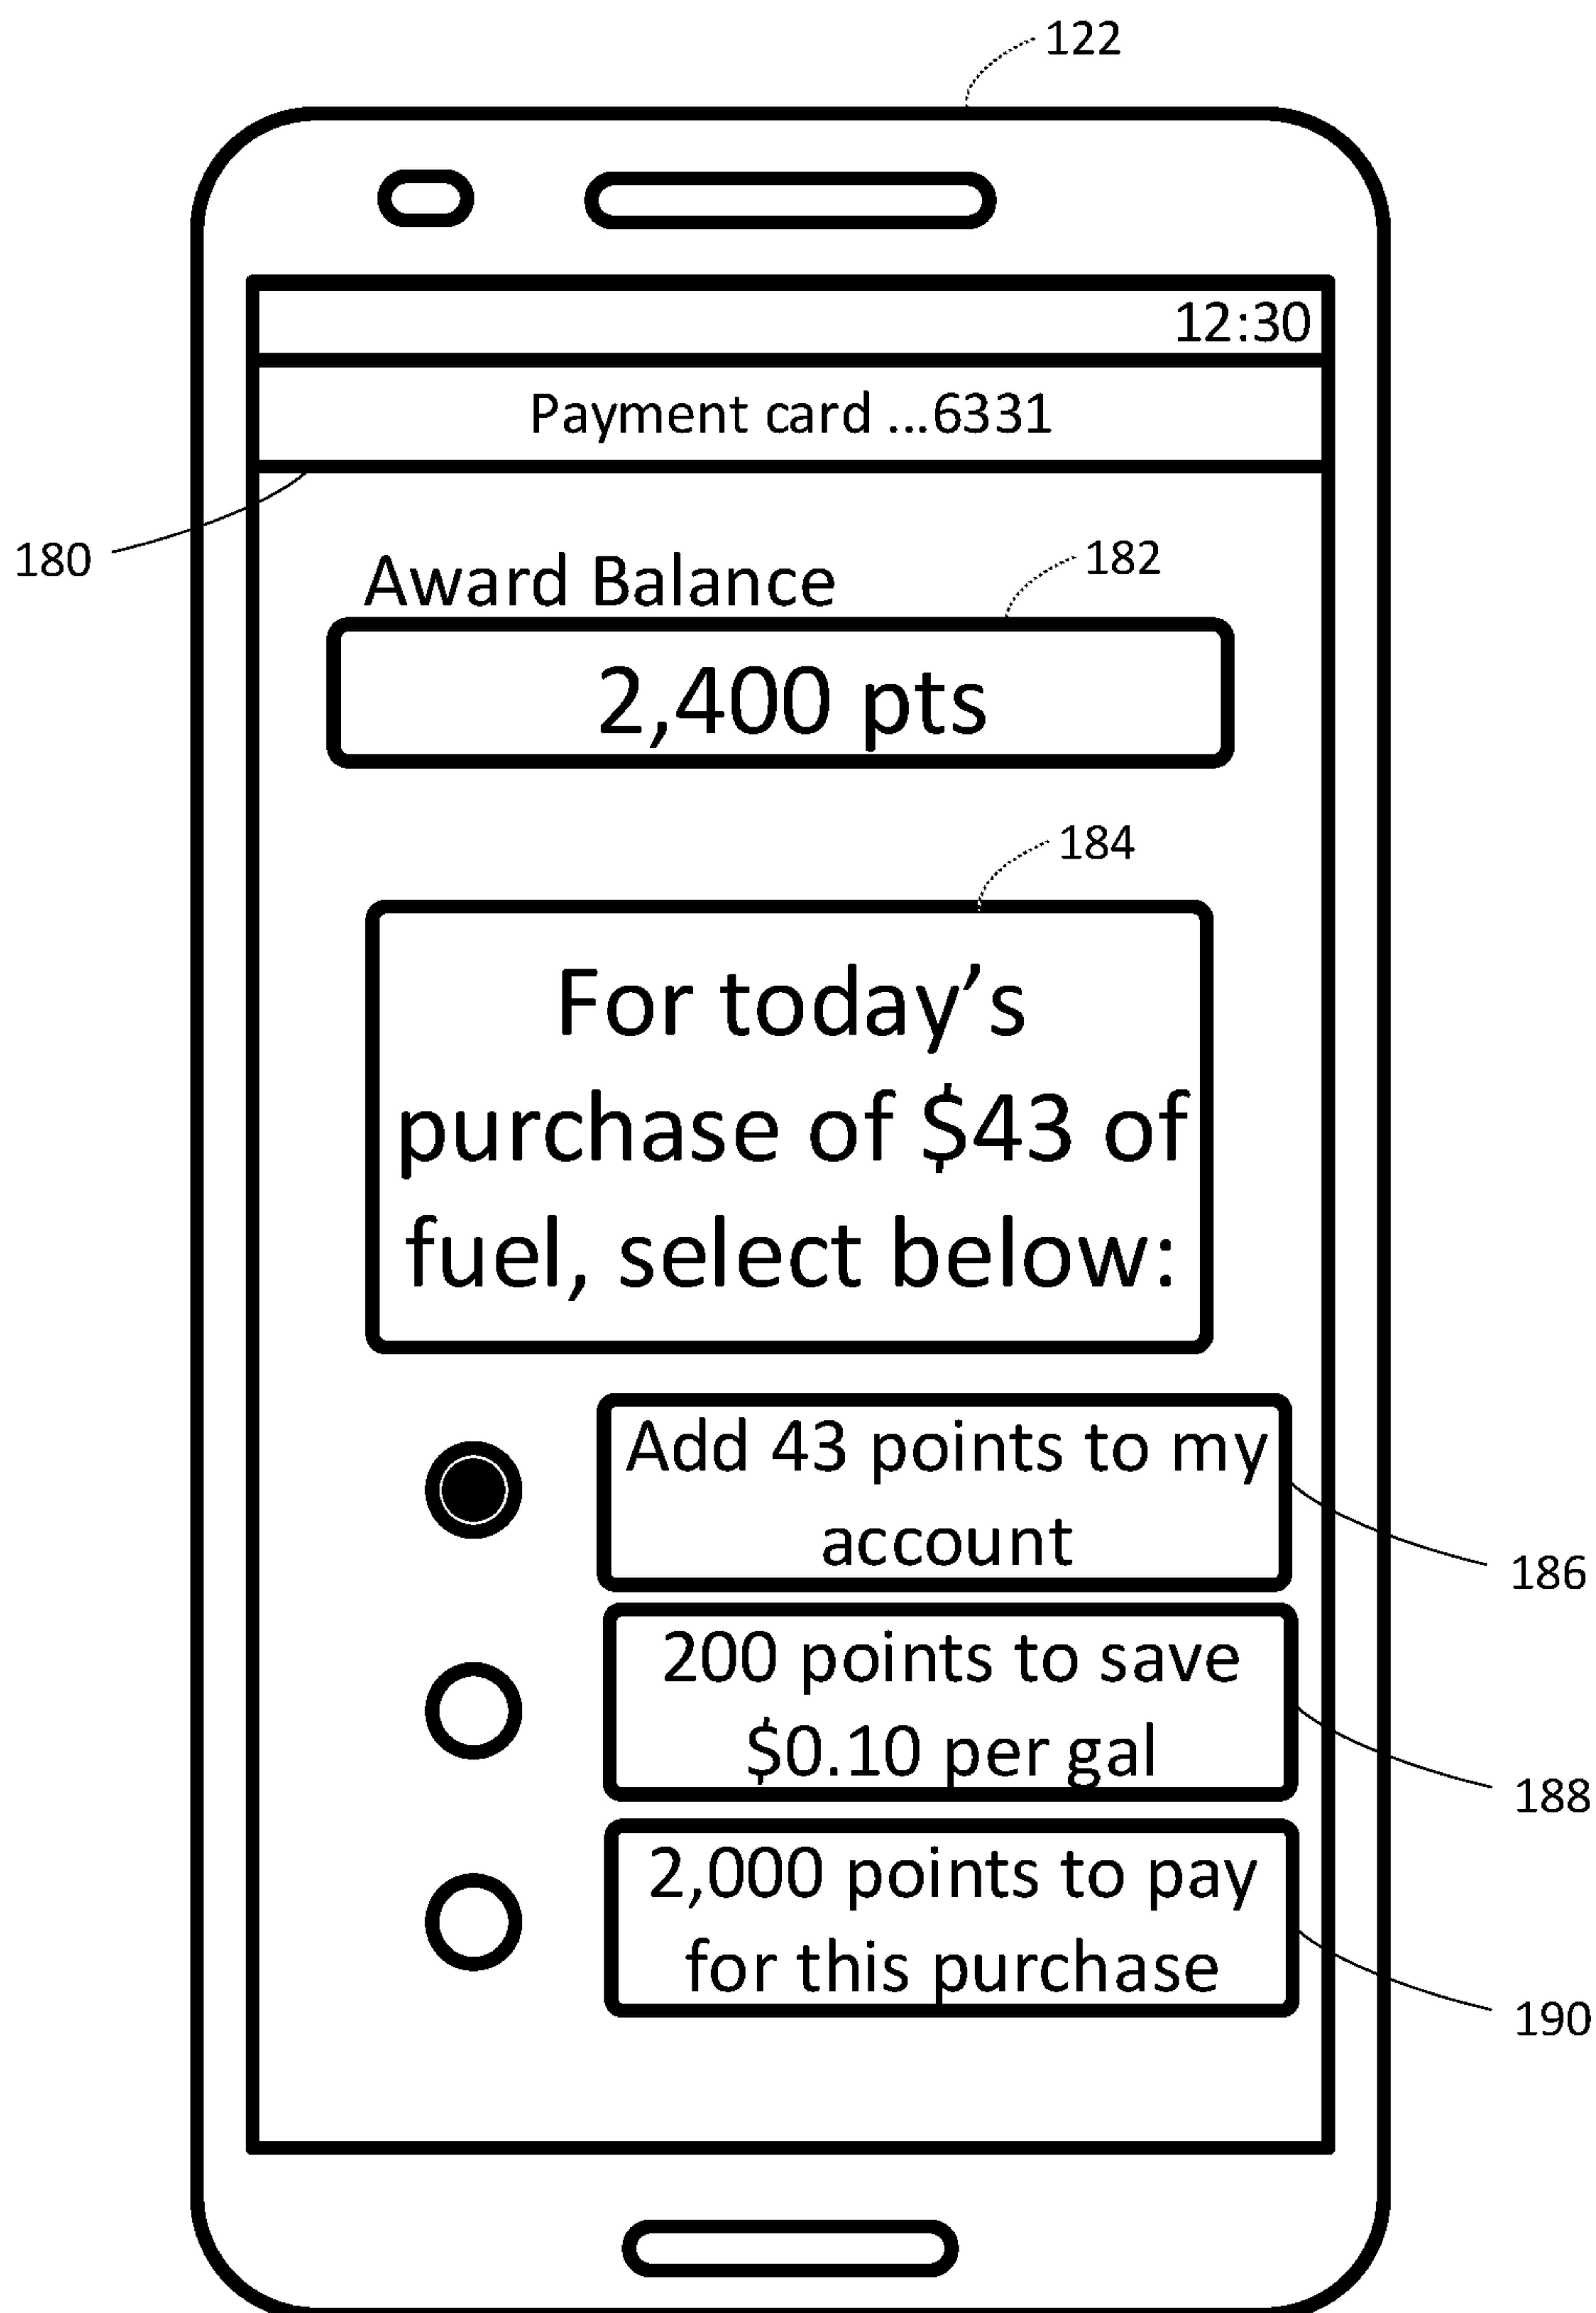 122
12:30
Payment card ...6331
180
Award Balance
182
2,400 pts
184
For today’s
purchase of $43 of
fuel, select below:
Add 43 points to my
account
186
200 points to save
$0.10 per gal
188
2,000 points to pay
for this purchase
190